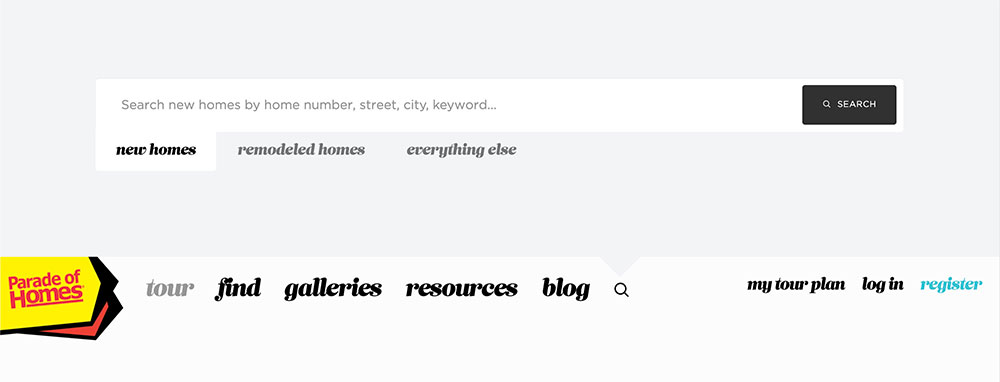 Search new homes by home number, street, city, keyword...
SEARCH
new homes remodeled homes everything else
Parade of
Homes
tour find galleries resources blog
my tour plan log in register